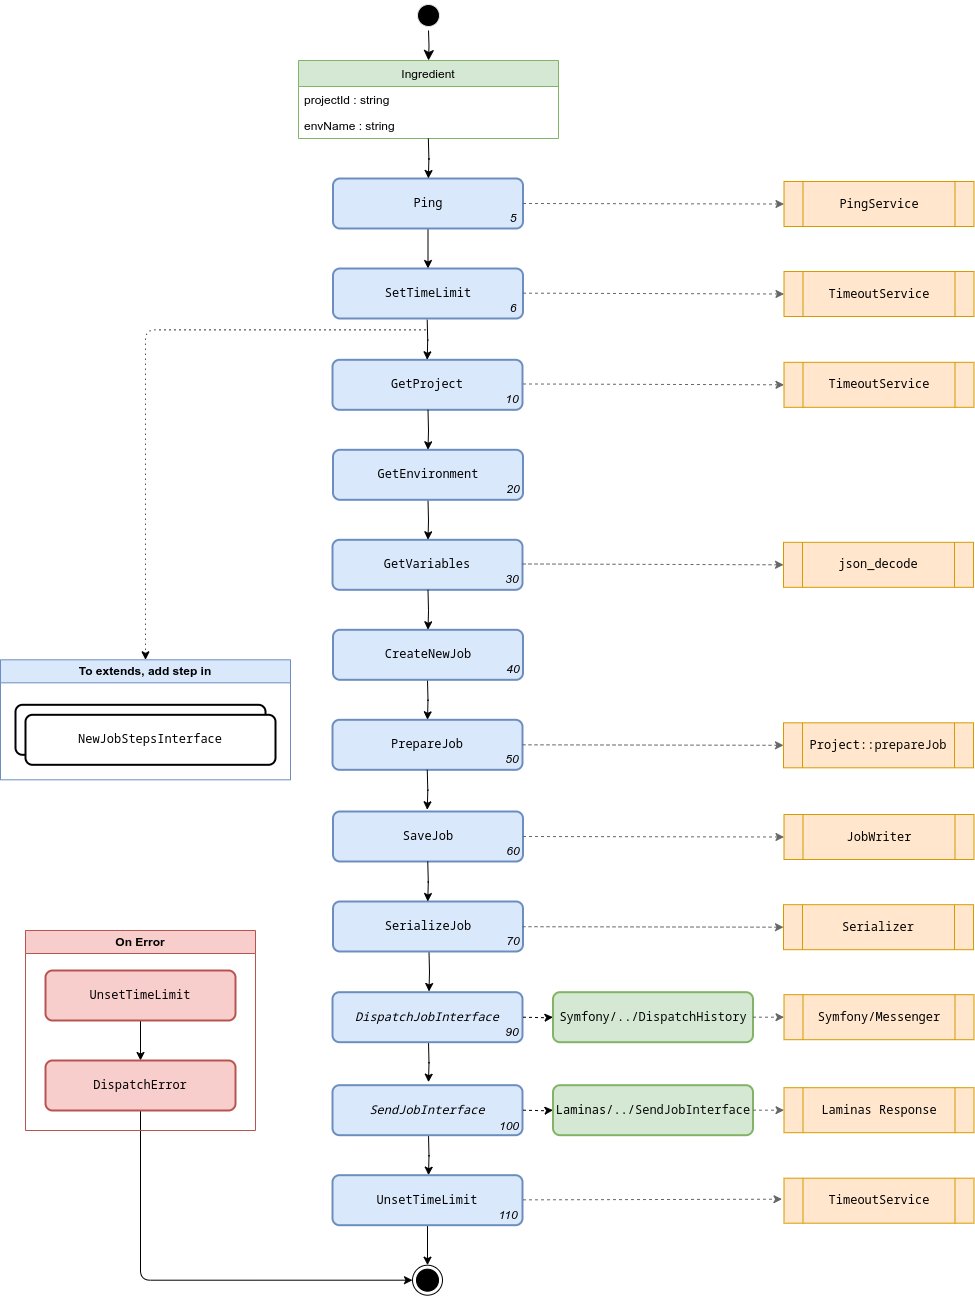 Ingredient
projectId : string
envName : string
Ping
5
PingService
SetTimeLimit
6
TimeoutService
GetProject
10
TimeoutService
GetEnvironment
20
GetVariables
30
json_decode
CreateNewJob
40
To extends, add step in
NewJobStepsInterface
PrepareJob
50
Project::prepareJob
SaveJob
60
JobWriter
SerializeJob
70
Serializer
On Error
UnsetTimeLimit
DispatchError
DispatchJobInterface
90
Symfony/../DispatchHistory
Symfony/Messenger
SendJobInterface
100
Laminas/../SendJobInterface
Laminas Response
UnsetTimeLimit
110
TimeoutService